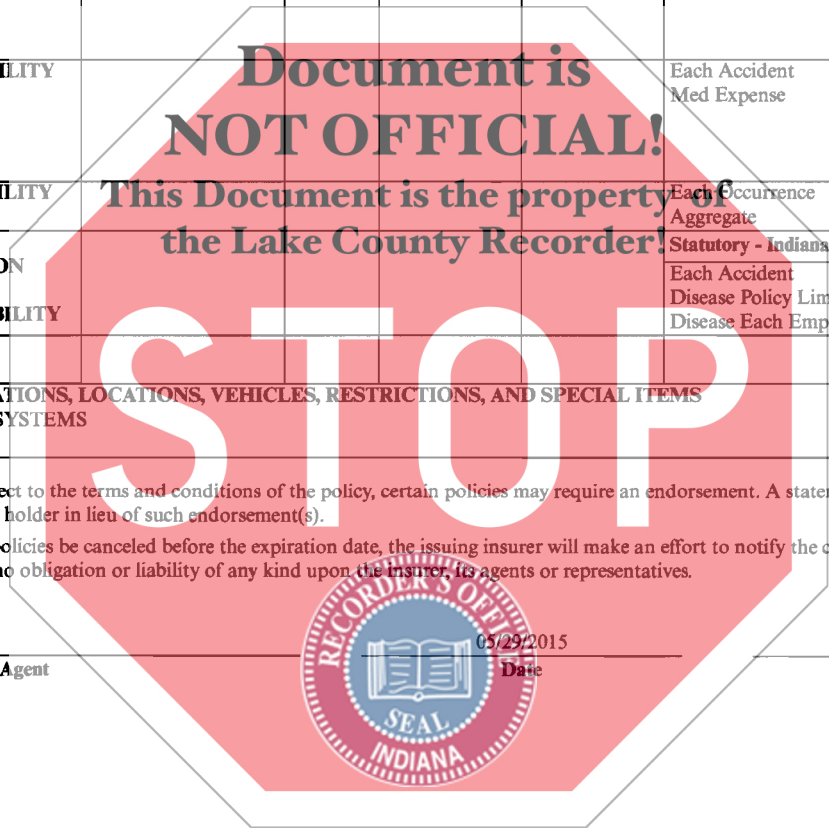 Document is
ILITY
Each Accident
Med Expense
NOT OFFICIAL!
ILITY
This Document is the property of
Each Occurrence
Aggregate
the Lake County Recorder!
Statutory - Indiana
ON
Each Accident
Disease Policy Lim
BILITY
Disease Each Emp
STOP
ATIONS, LOCATIONS, VEHICLES, RESTRICTIONS, AND SPECIAL ITEMS
SYSTEMS
ect to the terms and conditions of the policy, certain policies may require an endorsement. A state
holder in lieu of such endorsement(s).
olicies be canceled before the expiration date, the issuing insurer will make an effort to notify the c
no obligation or liability of any kind upon the insurer, its agents or representatives.
RECORDER'S OFFICE
05/29/2015
Agent
Date
SEAL
INDIANA